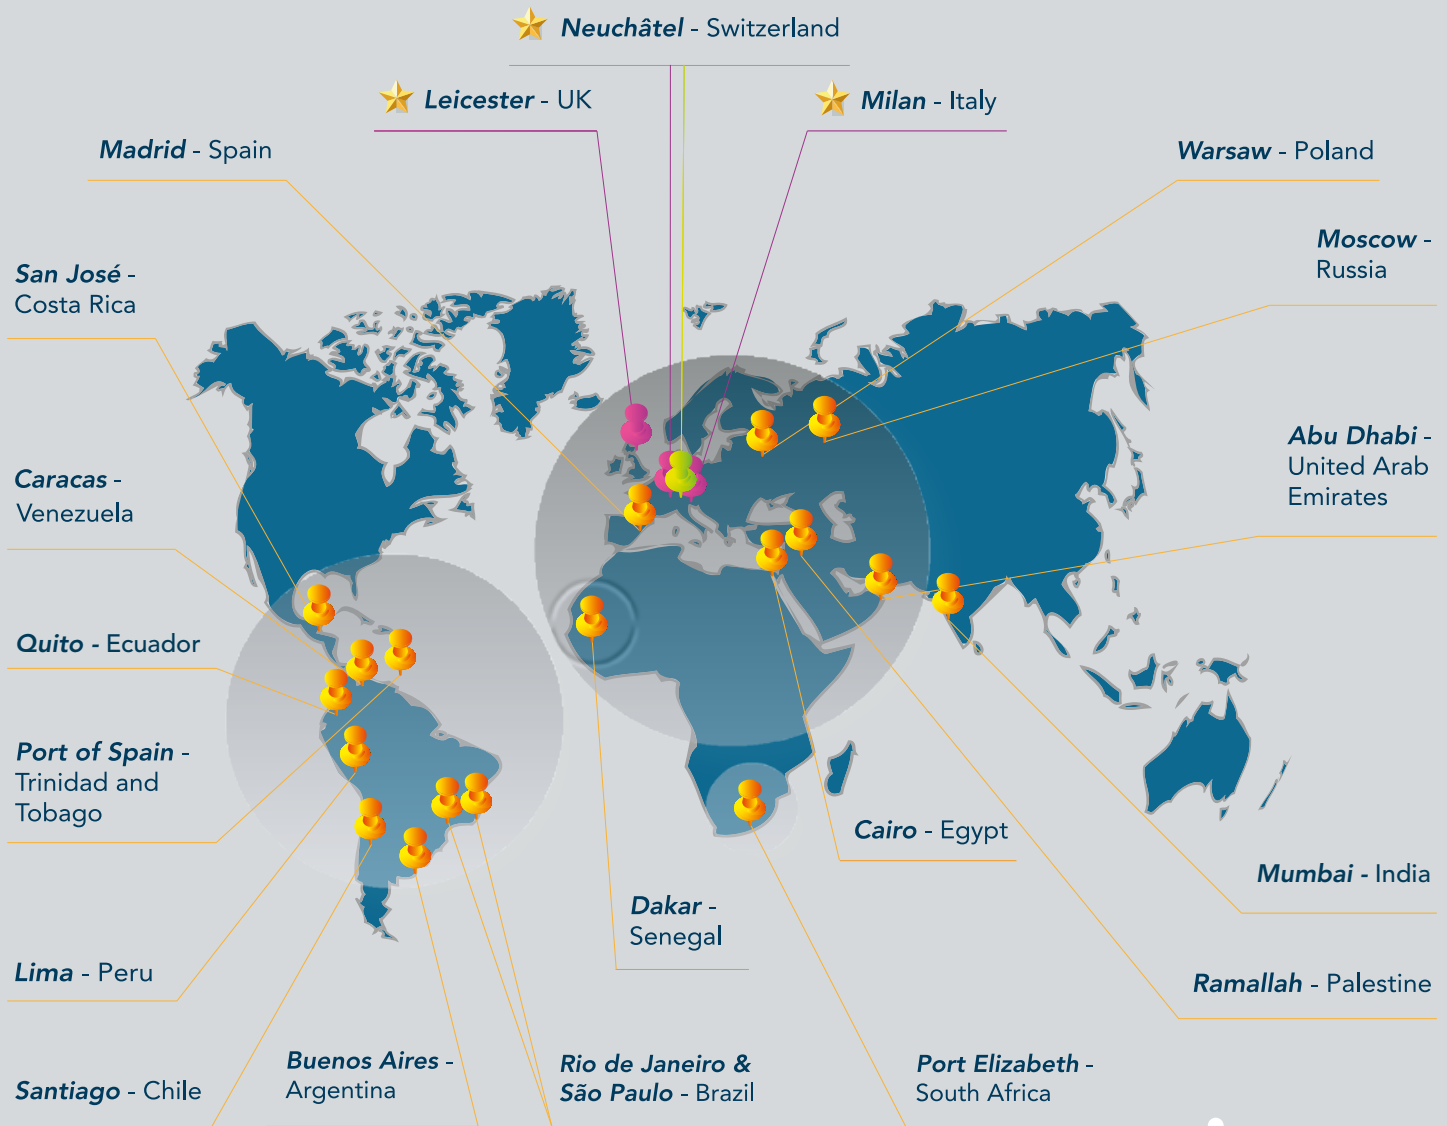 Neuchâtel - Switzerland
Leicester - UK
Milan - Italy
Madrid - Spain
Warsaw - Poland
Moscow -
Russia
San José -
Costa Rica
Abu Dhabi -
United Arab
Emirates
Caracas -
Venezuela
Quito - Ecuador
Port of Spain -
Trinidad and
Tobago
Cairo - Egypt
Mumbai - India
Dakar -
Senegal
Lima - Peru
Ramallah - Palestine
Santiago - Chile
Buenos Aires -
Argentina
Rio de Janeiro &
São Paulo - Brazil
Port Elizabeth -
South Africa